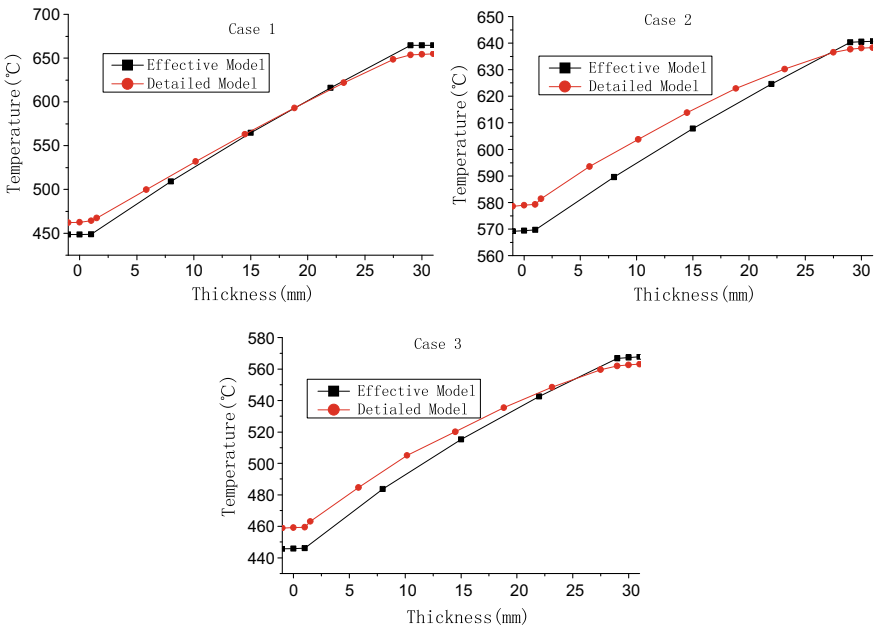 Case 1
Effective Model
Detailed Model
Temperature(℃)
700
650
600
550
500
450
0 5 10 15 20 25 30
Thickness(mm)
Case 2
Effective Model
Detailed Model
Temperature(℃)
650
640
630
620
610
600
590
580
570
560
0 5 10 15 20 25 30
Thickness(mm)
Case 3
Effective Model
Detialed Model
Temperature(℃)
580
560
540
520
500
480
460
440
0 5 10 15 20 25 30
Thickness(mm)